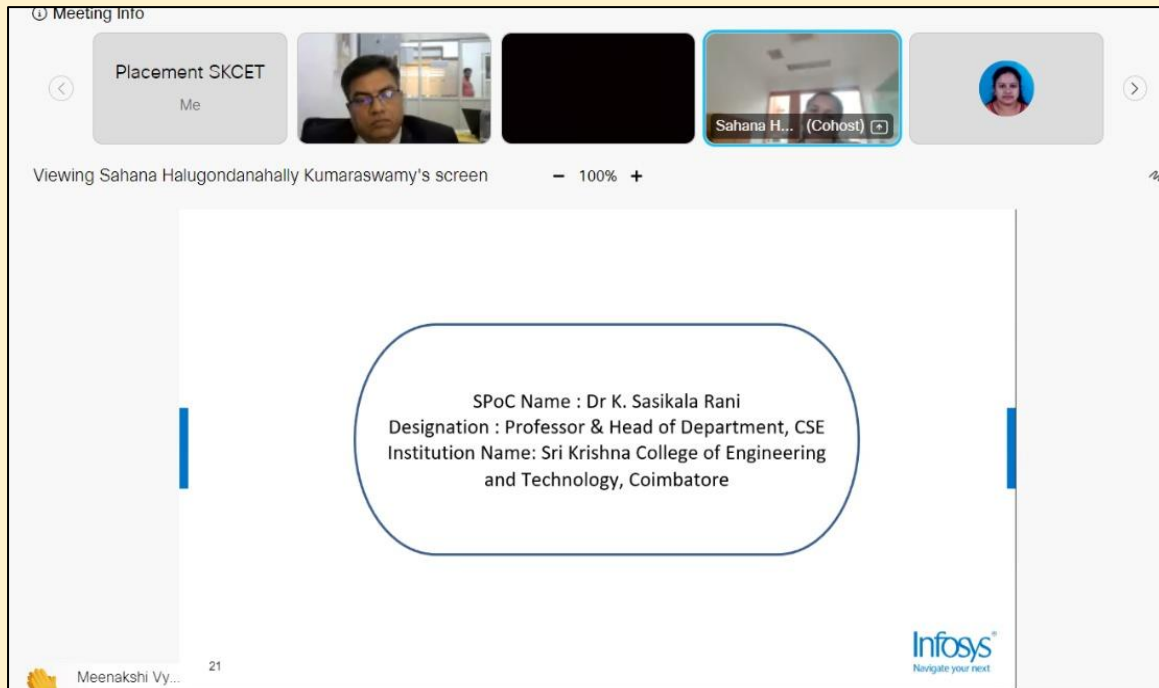 Meeting Info
Placement SKCET
Me
Sahana H... (Cohost)
Viewing Sahana Halugondanahally Kumaraswamy's screen - 100% +
SPoC Name : Dr K. Sasikala Rani
Designation : Professor & Head of Department, CSE
Institution Name: Sri Krishna College of Engineering
and Technology, Coimbatore
Infosys®
Navigate your next
21
Meenakshi Vy...